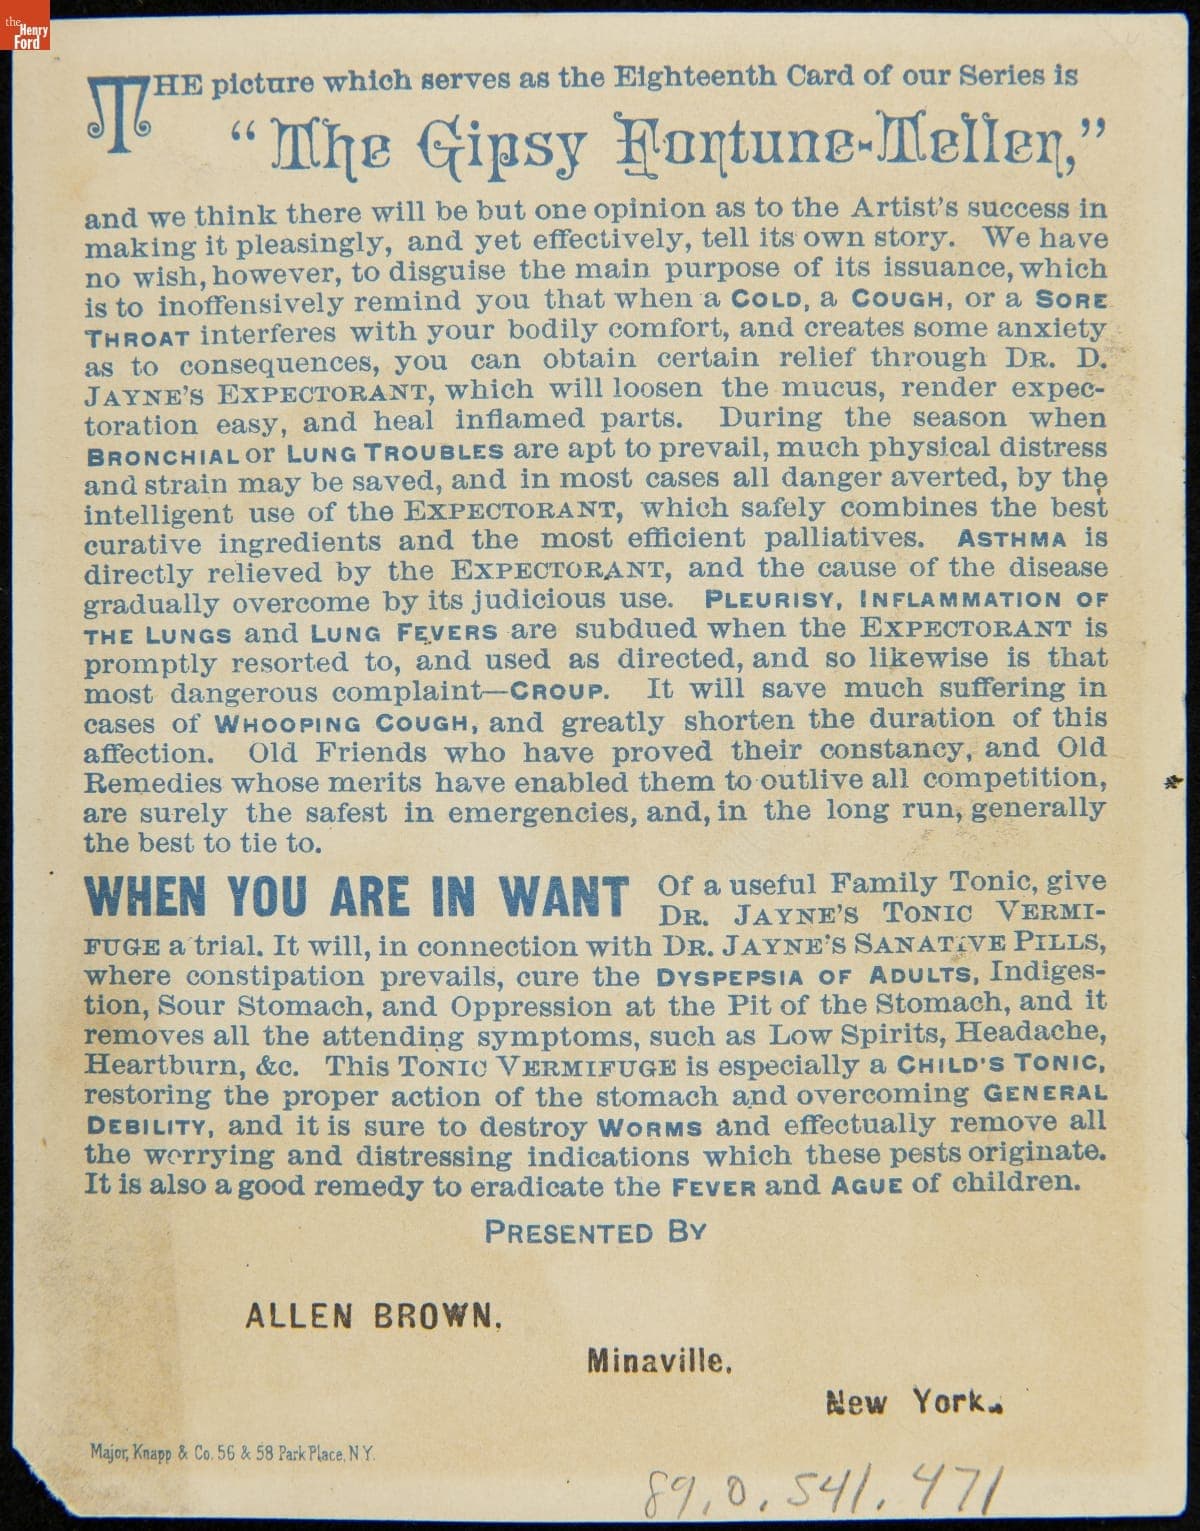 the
Henry
Ford
THE picture which serves as the Eighteenth Card of our Series is
"The Gipsy Fortune-Teller,"
and we think there will be but one opinion as to the Artist's success in
making it pleasingly, and yet effectively, tell its own story. We have
no wish, however, to disguise the main purpose of its issuance, which
is to inoffensively remind you that when a COLD, a COUGH, or a SORE
THROAT interferes with your bodily comfort, and creates some anxiety
as to consequences, you can obtain certain relief through DR. D.
JAYNE'S EXPECTORANT, which will loosen the mucus, render expec-
toration easy, and heal inflamed parts. During the season when
BRONCHIAL or LUNG TROUBLES are apt to prevail, much physical distress
and strain may be saved, and in most cases all danger averted, by the
intelligent use of the EXPECTORANT, which safely combines the best
curative ingredients and the most efficient palliatives. ASTHMA is
directly relieved by the EXPECTORANT, and the cause of the disease
gradually overcome by its judicious use. PLEURISY, INFLAMMATION OF
THE LUNGS and LUNG FEVERS are subdued when the EXPECTORANT is
promptly resorted to, and used as directed, and so likewise is that
most dangerous complaint—CROUP. It will save much suffering in
cases of WHOOPING COUGH, and greatly shorten the duration of this
affection. Old Friends who have proved their constancy, and Old
Remedies whose merits have enabled them to outlive all competition,
are surely the safest in emergencies, and, in the long run, generally
the best to tie to.
WHEN YOU ARE IN WANT Of a useful Family Tonic, give
DR. JAYNE'S TONIC VERMI-
FUGE a trial. It will, in connection with DR. JAYNE'S SANATIVE PILLS,
where constipation prevails, cure the DYSPEPSIA OF ADULTS, Indiges-
tion, Sour Stomach, and Oppression at the Pit of the Stomach, and it
removes all the attending symptoms, such as Low Spirits, Headache,
Heartburn, &c. This TONIC VERMIFUGE is especially a CHILD'S TONIC,
restoring the proper action of the stomach and overcoming GENERAL
DEBILITY, and it is sure to destroy WORMS and effectually remove all
the worrying and distressing indications which these pests originate.
It is also a good remedy to eradicate the FEVER and AGUE of children.
PRESENTED BY
ALLEN BROWN.
Minaville.
New York.
Major, Knapp & Co. 56 & 58 Park Place, N.Y.
89.0.541.471